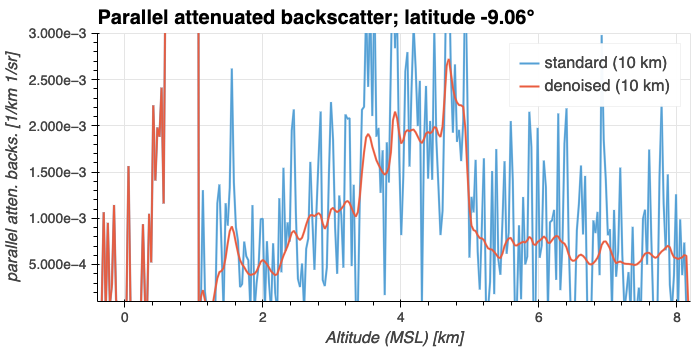 Parallel attenuated backscatter; latitude -9.06°
3.000e−3
2.500e−3
2.000e−3
1.500e−3
1.000e−3
5.000e−4
parallel atten. backs. [1/km 1/sr]
standard (10 km)
denoised (10 km)
0 2 4 6 8
Altitude (MSL) [km]